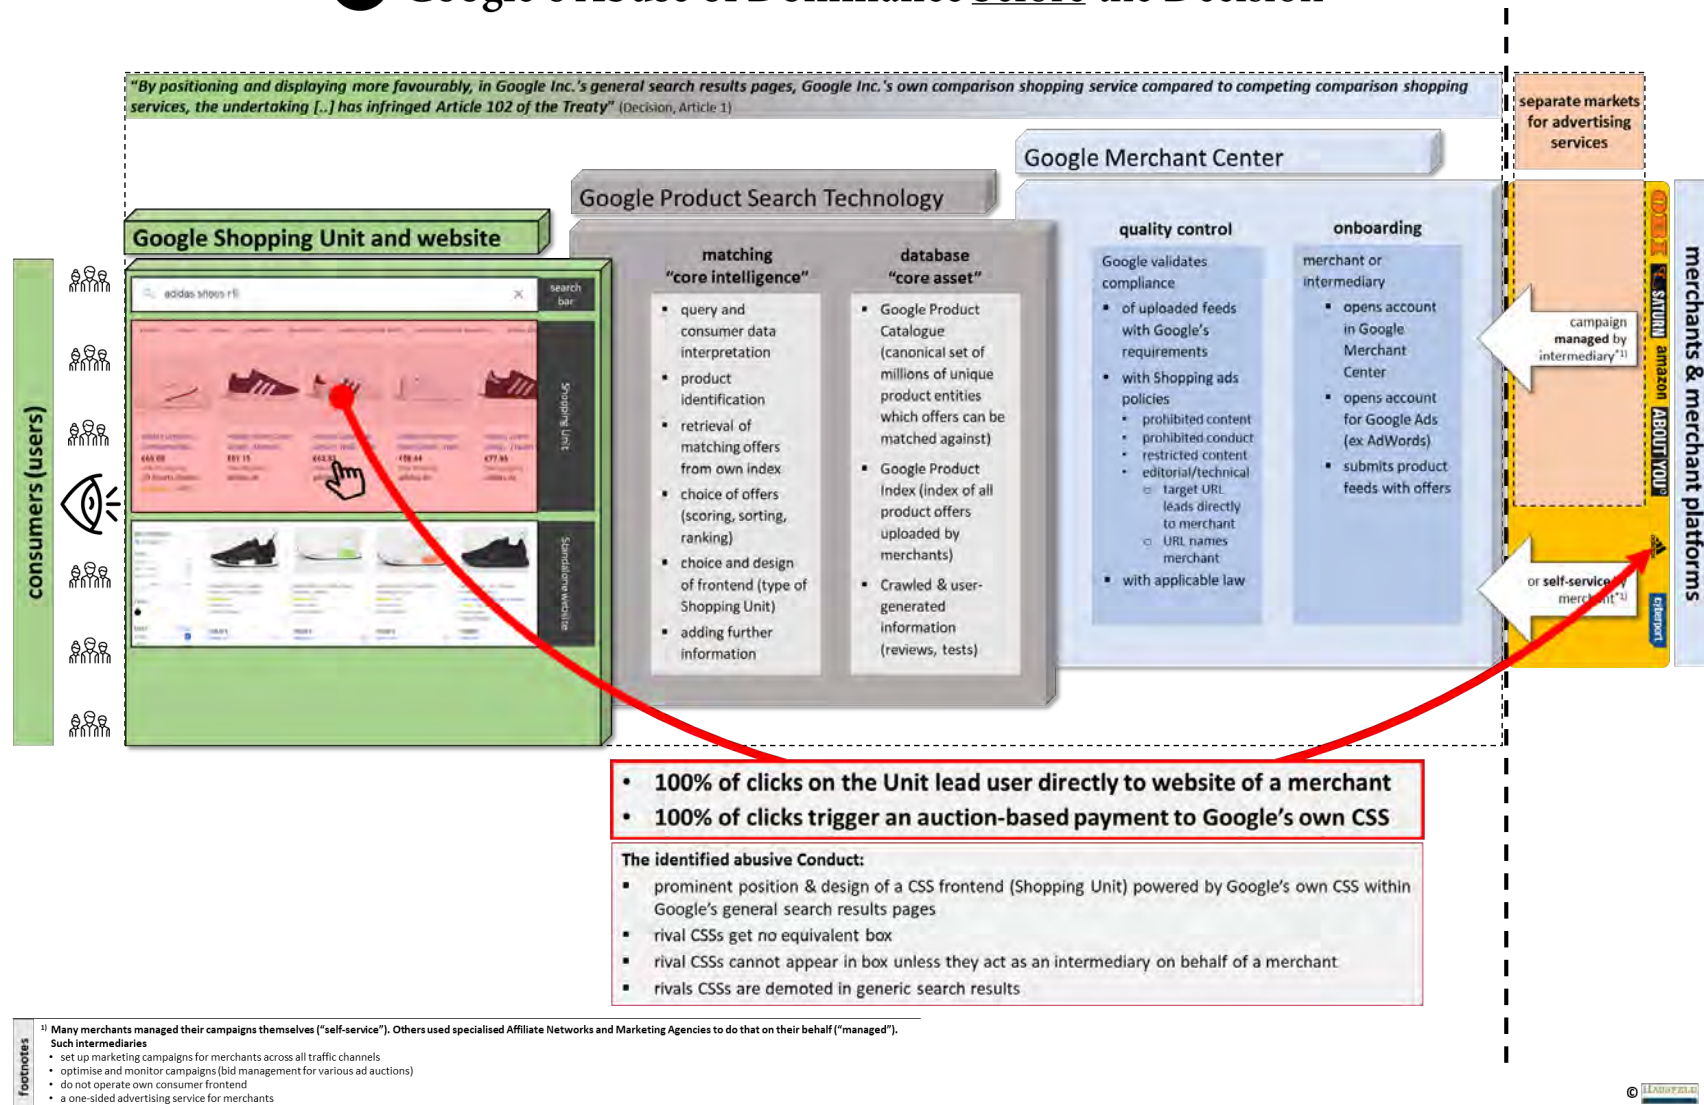 Google's Abuse of Dominance before the Decision
"By positioning and displaying more favourably, in Google Inc.'s general search results pages, Google Inc.'s own comparison shopping service compared to competing comparison shopping
services, the undertaking [..] has infringed Article 102 of the Treaty" (Decision, Article 1)
separate markets
for advertising
services
Google Merchant Center
Google Product Search Technology
Google Shopping Unit and website
consumers (users)
search
bar
Shopping Unit
Standalone website
matching
"core intelligence"
▪ query and
consumer data
interpretation
▪ product
identification
▪ retrieval of
matching offers
from own index
▪ choice of offers
(scoring, sorting,
ranking)
▪ choice and design
of frontend (type of
Shopping Unit)
▪ adding further
information
database
"core asset"
▪ Google Product
Catalogue
(canonical set of
millions of unique
product entities
which offers can be
matched against)
▪ Google Product
Index (index of all
product offers
uploaded by
merchants)
▪ Crawled & user-
generated
information
(reviews, tests)
quality control
Google validates
compliance
▪ of uploaded feeds
with Google's
requirements
▪ with Shopping ads
policies
▪ prohibited content
▪ prohibited conduct
▪ restricted content
▪ editorial/technical
o target URL
leads directly
to merchant
o URL names
merchant
▪ with applicable law
onboarding
merchant or
intermediary
▪ opens account
in Google
Merchant
Center
▪ opens account
for Google Ads
(ex AdWords)
▪ submits product
feeds with offers
campaign
managed by
intermediary*1)
or self-service by
merchant*1)
OBI
SATURN
amazon
ABOUT YOU
cyberport
merchants & merchant platforms
• 100% of clicks on the Unit lead user directly to website of a merchant
• 100% of clicks trigger an auction-based payment to Google's own CSS
The identified abusive Conduct:
▪ prominent position & design of a CSS frontend (Shopping Unit) powered by Google's own CSS within
Google's general search results pages
▪ rival CSSs get no equivalent box
▪ rival CSSs cannot appear in box unless they act as an intermediary on behalf of a merchant
▪ rivals CSSs are demoted in generic search results
footnotes
1) Many merchants managed their campaigns themselves ("self-service"). Others used specialised Affiliate Networks and Marketing Agencies to do that on their behalf ("managed").
Such intermediaries
• set up marketing campaigns for merchants across all traffic channels
• optimise and monitor campaigns (bid management for various ad auctions)
• do not operate own consumer frontend
• a one-sided advertising service for merchants
© HAUSFELD